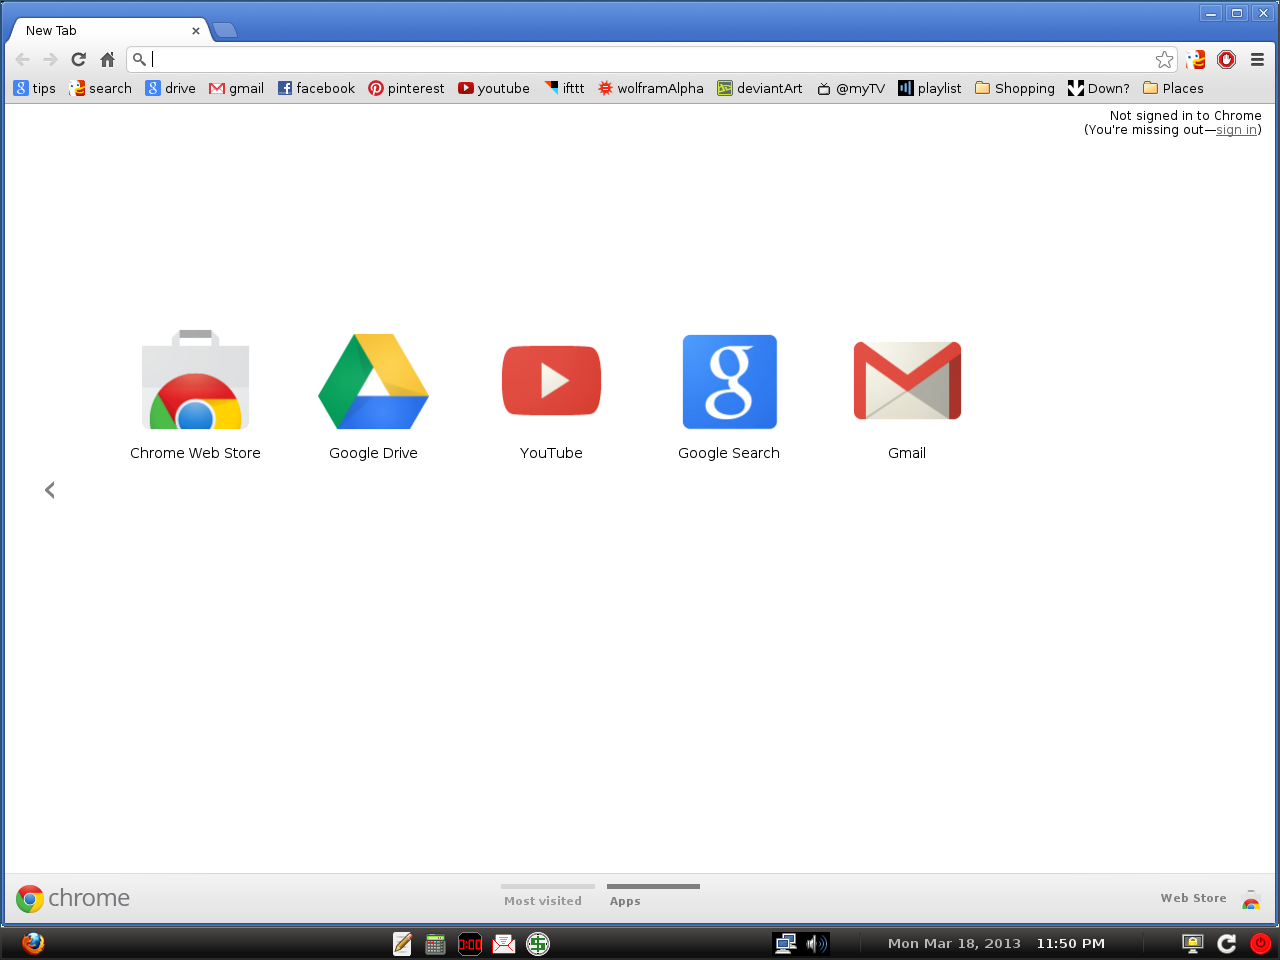 New Tab
tips search drive gmail facebook pinterest youtube ifttt wolframAlpha deviantArt @myTV playlist Shopping Down? Places
Not signed in to Chrome
(You're missing out—sign in)
Chrome Web Store Google Drive YouTube Google Search Gmail
chrome Most visited Apps Web Store
0:00 Mon Mar 18, 2013 11:50 PM